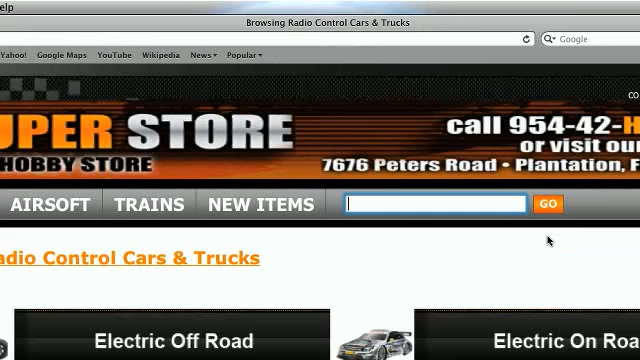 elp
Browsing Radio Control Cars & Trucks
Google
Yahoo! Google Maps YouTube Wikipedia News Popular
CO
UPER STORE
HOBBY STORE
call 954-42-H
or visit our
7676 Peters Road • Plantation, F
AIRSOFT TRAINS NEW ITEMS GO
adio Control Cars & Trucks
Electric Off Road
Electric On Roa